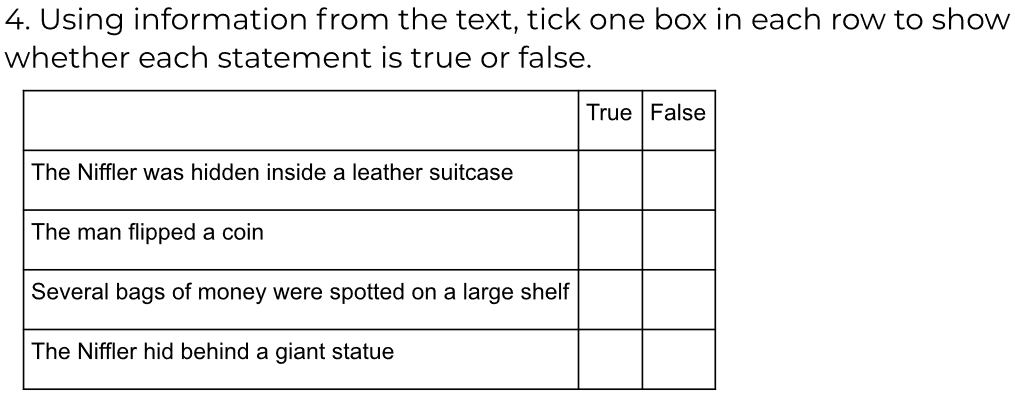 4. Using information from the text, tick one box in each row to show
whether each statement is true or false.
True False
The Niffler was hidden inside a leather suitcase
The man flipped a coin
Several bags of money were spotted on a large shelf
The Niffler hid behind a giant statue